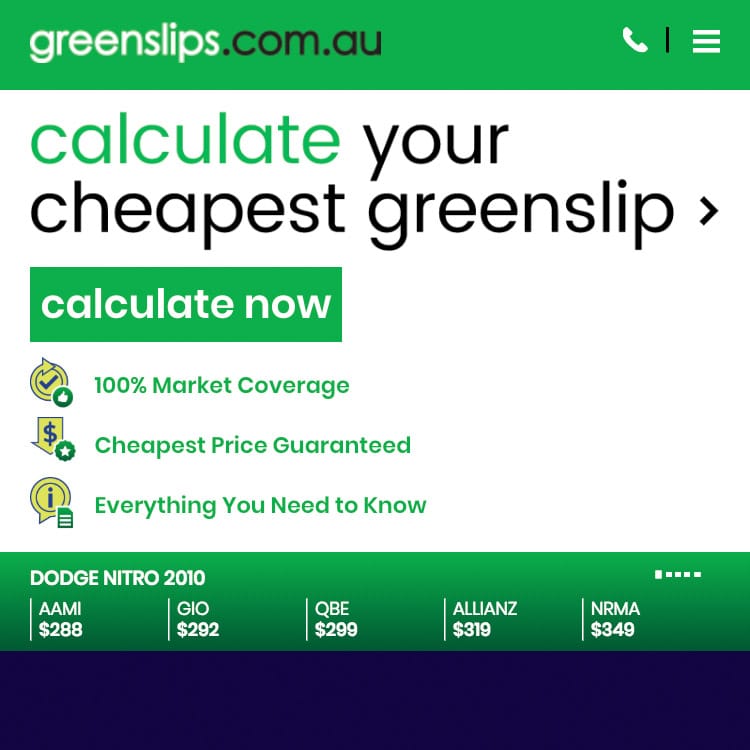 greenslips.com.au
calculate your
cheapest greenslip >
calculate now
100% Market Coverage
$ Cheapest Price Guaranteed
i Everything You Need to Know
DODGE NITRO 2010
AAMI GIO QBE ALLIANZ NRMA
$288 $292 $299 $319 $349